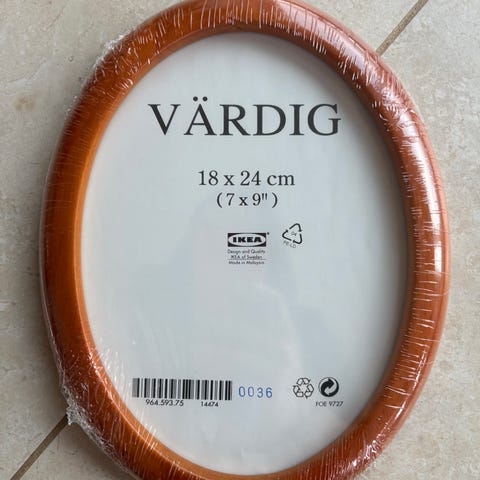 VÄRDIG
18 x 24 cm
( 7 x 9" )
IKEA
Design and Quality
IKEA of Sweden
Made in Malaysia
04
PE-LD
0036
964.593.75 14474
FOE 9727